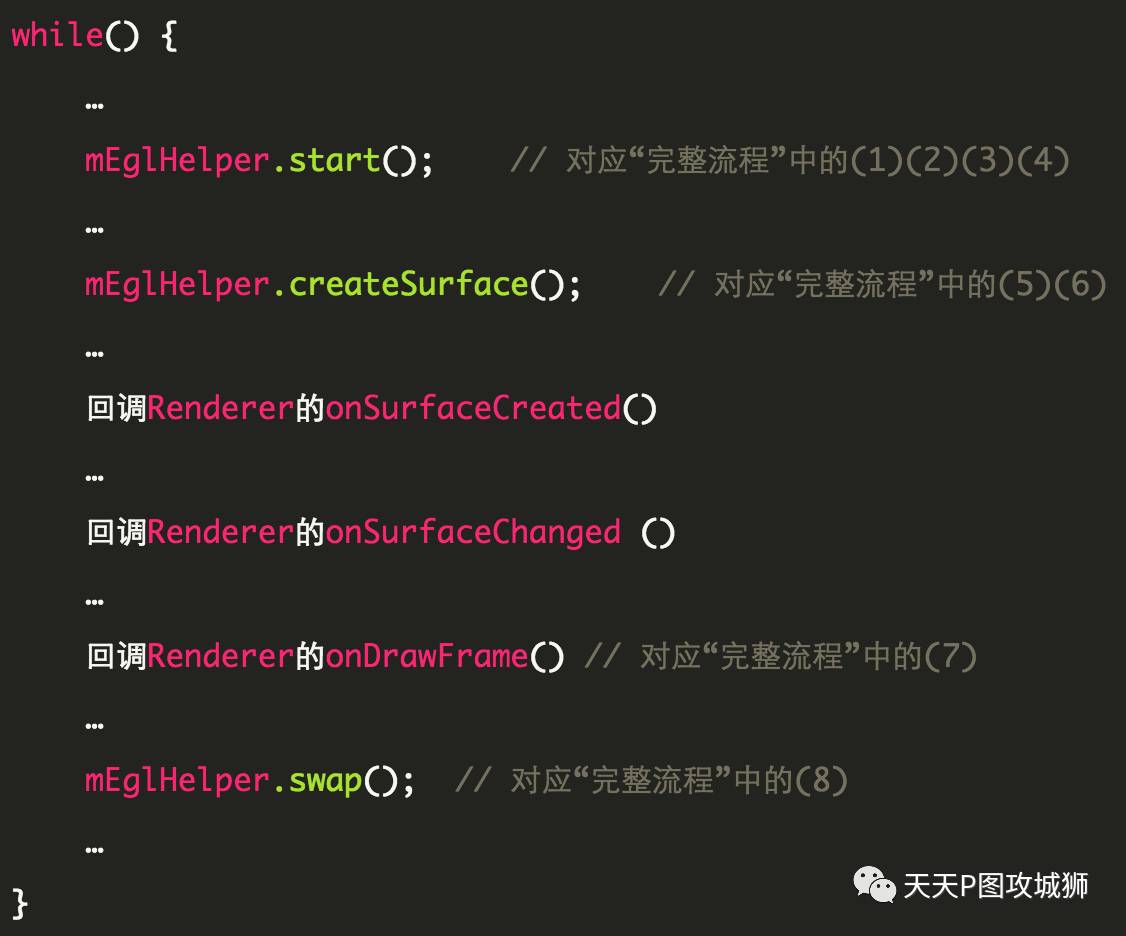 while() {
…
mEglHelper.start();    // 对应“完整流程”中的(1)(2)(3)(4)
…
mEglHelper.createSurface();    // 对应“完整流程”中的(5)(6)
…
回调Renderer的onSurfaceCreated()
…
回调Renderer的onSurfaceChanged ()
…
回调Renderer的onDrawFrame() // 对应“完整流程”中的(7)
…
mEglHelper.swap();  // 对应“完整流程”中的(8)
…
}
天天P图攻城狮